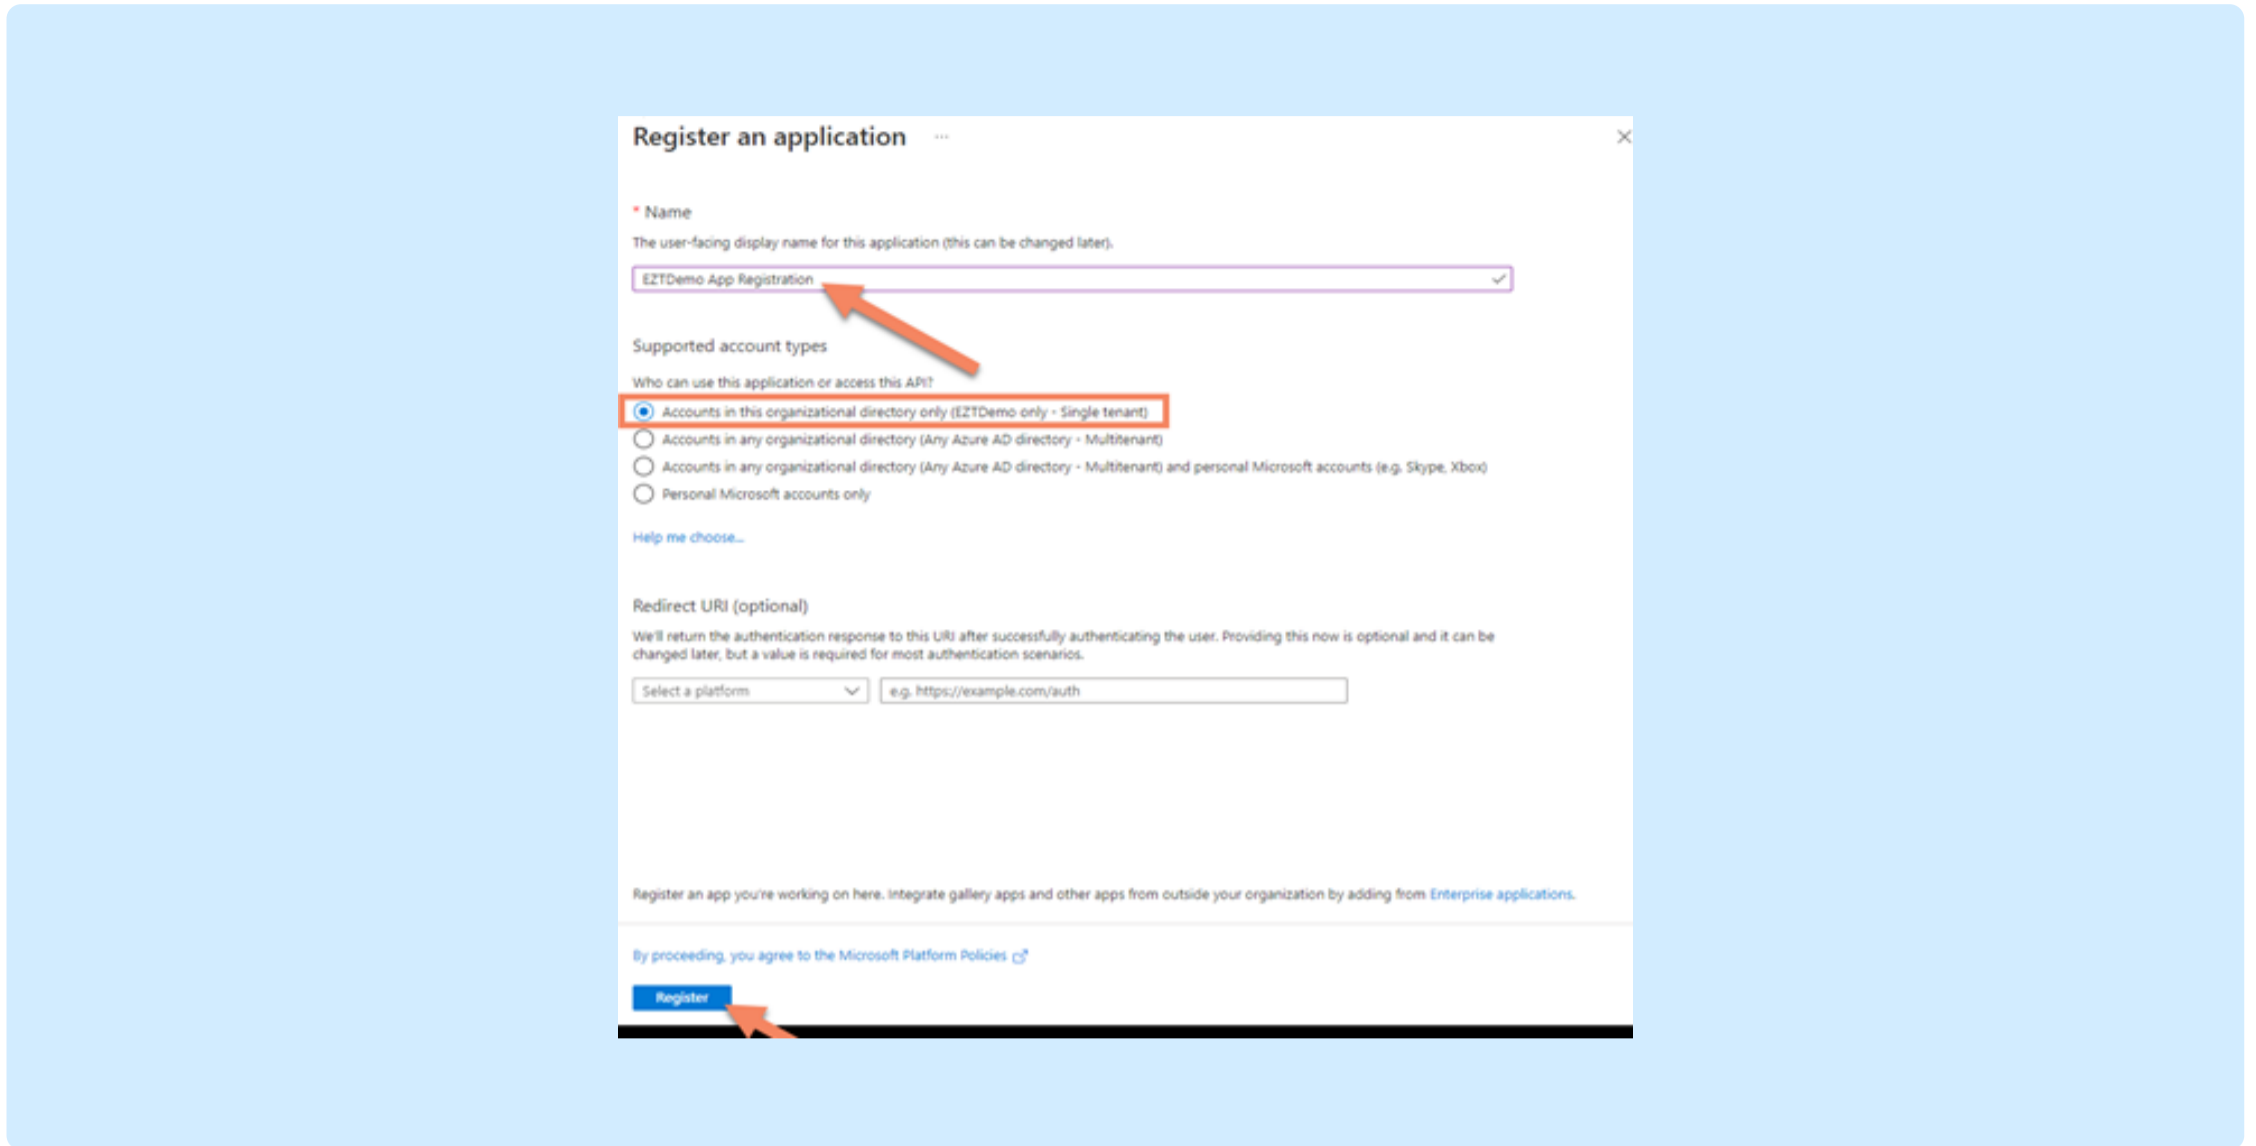 Register an application ...
* Name
The user-facing display name for this application (this can be changed later).
EZTDemo App Registration
Supported account types
Who can use this application or access this API?
Accounts in this organizational directory only (EZTDemo only - Single tenant)
Accounts in any organizational directory (Any Azure AD directory - Multitenant)
Accounts in any organizational directory (Any Azure AD directory - Multitenant) and personal Microsoft accounts (e.g. Skype, Xbox)
Personal Microsoft accounts only
Help me choose...
Redirect URI (optional)
We'll return the authentication response to this URI after successfully authenticating the user. Providing this now is optional and it can be
changed later, but a value is required for most authentication scenarios.
Select a platform e.g. https://example.com/auth
Register an app you're working on here. Integrate gallery apps and other apps from outside your organization by adding from Enterprise applications.
By proceeding, you agree to the Microsoft Platform Policies
Register